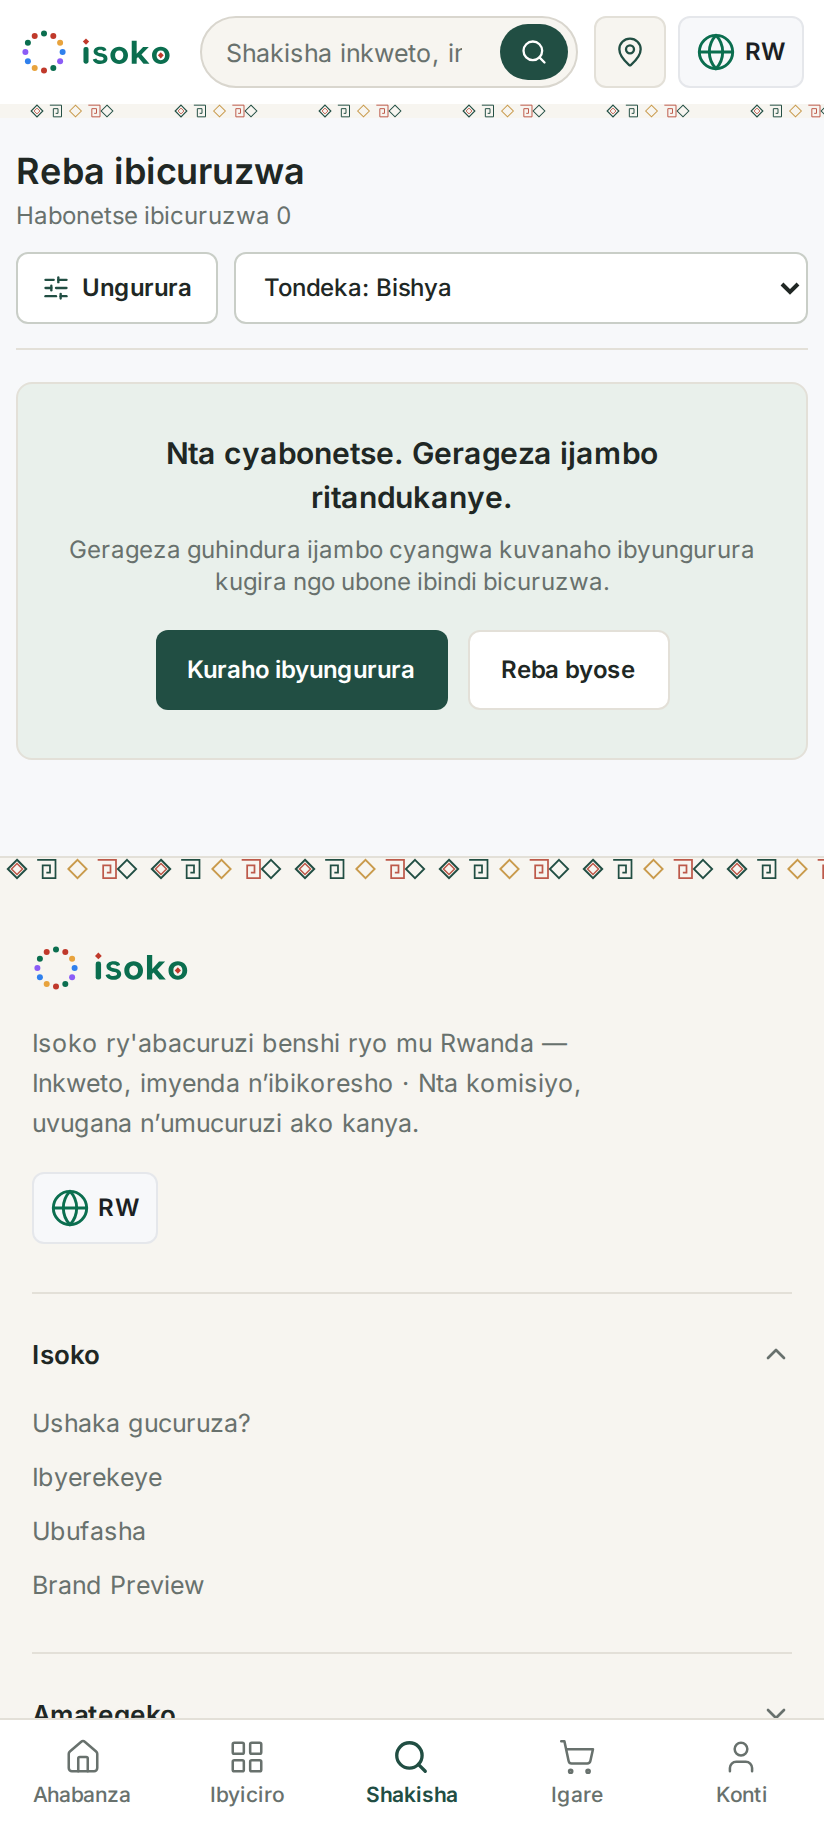 isoko
Shakisha inkweto, ir
RW
Reba ibicuruzwa
Habonetse ibicuruzwa 0
Ungurura
Tondeka: Bishya
Nta cyabonetse. Gerageza ijambo
ritandukanye.
Gerageza guhindura ijambo cyangwa kuvanaho ibyungurura
kugira ngo ubone ibindi bicuruzwa.
Kuraho ibyungurura
Reba byose
isoko
Isoko ry'abacuruzi benshi ryo mu Rwanda —
Inkweto, imyenda n’ibikoresho · Nta komisiyo,
uvugana n’umucuruzi ako kanya.
RW
Isoko
Ushaka gucuruza?
Ibyerekeye
Ubufasha
Brand Preview
Amategeko
Ahabanza
Ibyiciro
Shakisha
Igare
Konti